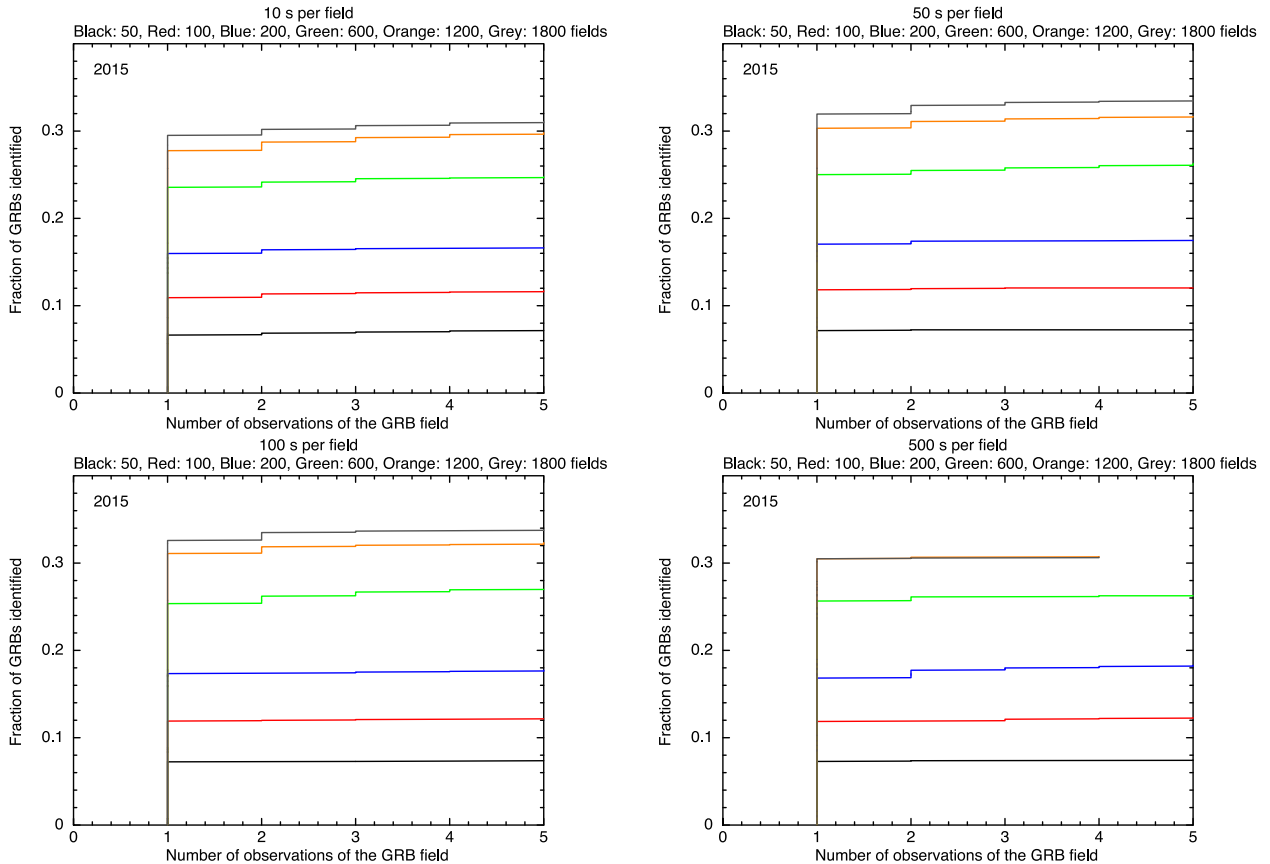 10 s per field
Black: 50, Red: 100, Blue: 200, Green: 600, Orange: 1200, Grey: 1800 fields
2015
Fraction of GRBs identified
0.3
0.2
0.1
0
0 1 2 3 4 5
Number of observations of the GRB field
50 s per field
Black: 50, Red: 100, Blue: 200, Green: 600, Orange: 1200, Grey: 1800 fields
2015
Fraction of GRBs identified
0.3
0.2
0.1
0
0 1 2 3 4 5
Number of observations of the GRB field
100 s per field
Black: 50, Red: 100, Blue: 200, Green: 600, Orange: 1200, Grey: 1800 fields
2015
Fraction of GRBs identified
0.3
0.2
0.1
0
0 1 2 3 4 5
Number of observations of the GRB field
500 s per field
Black: 50, Red: 100, Blue: 200, Green: 600, Orange: 1200, Grey: 1800 fields
2015
Fraction of GRBs identified
0.3
0.2
0.1
0
0 1 2 3 4 5
Number of observations of the GRB field